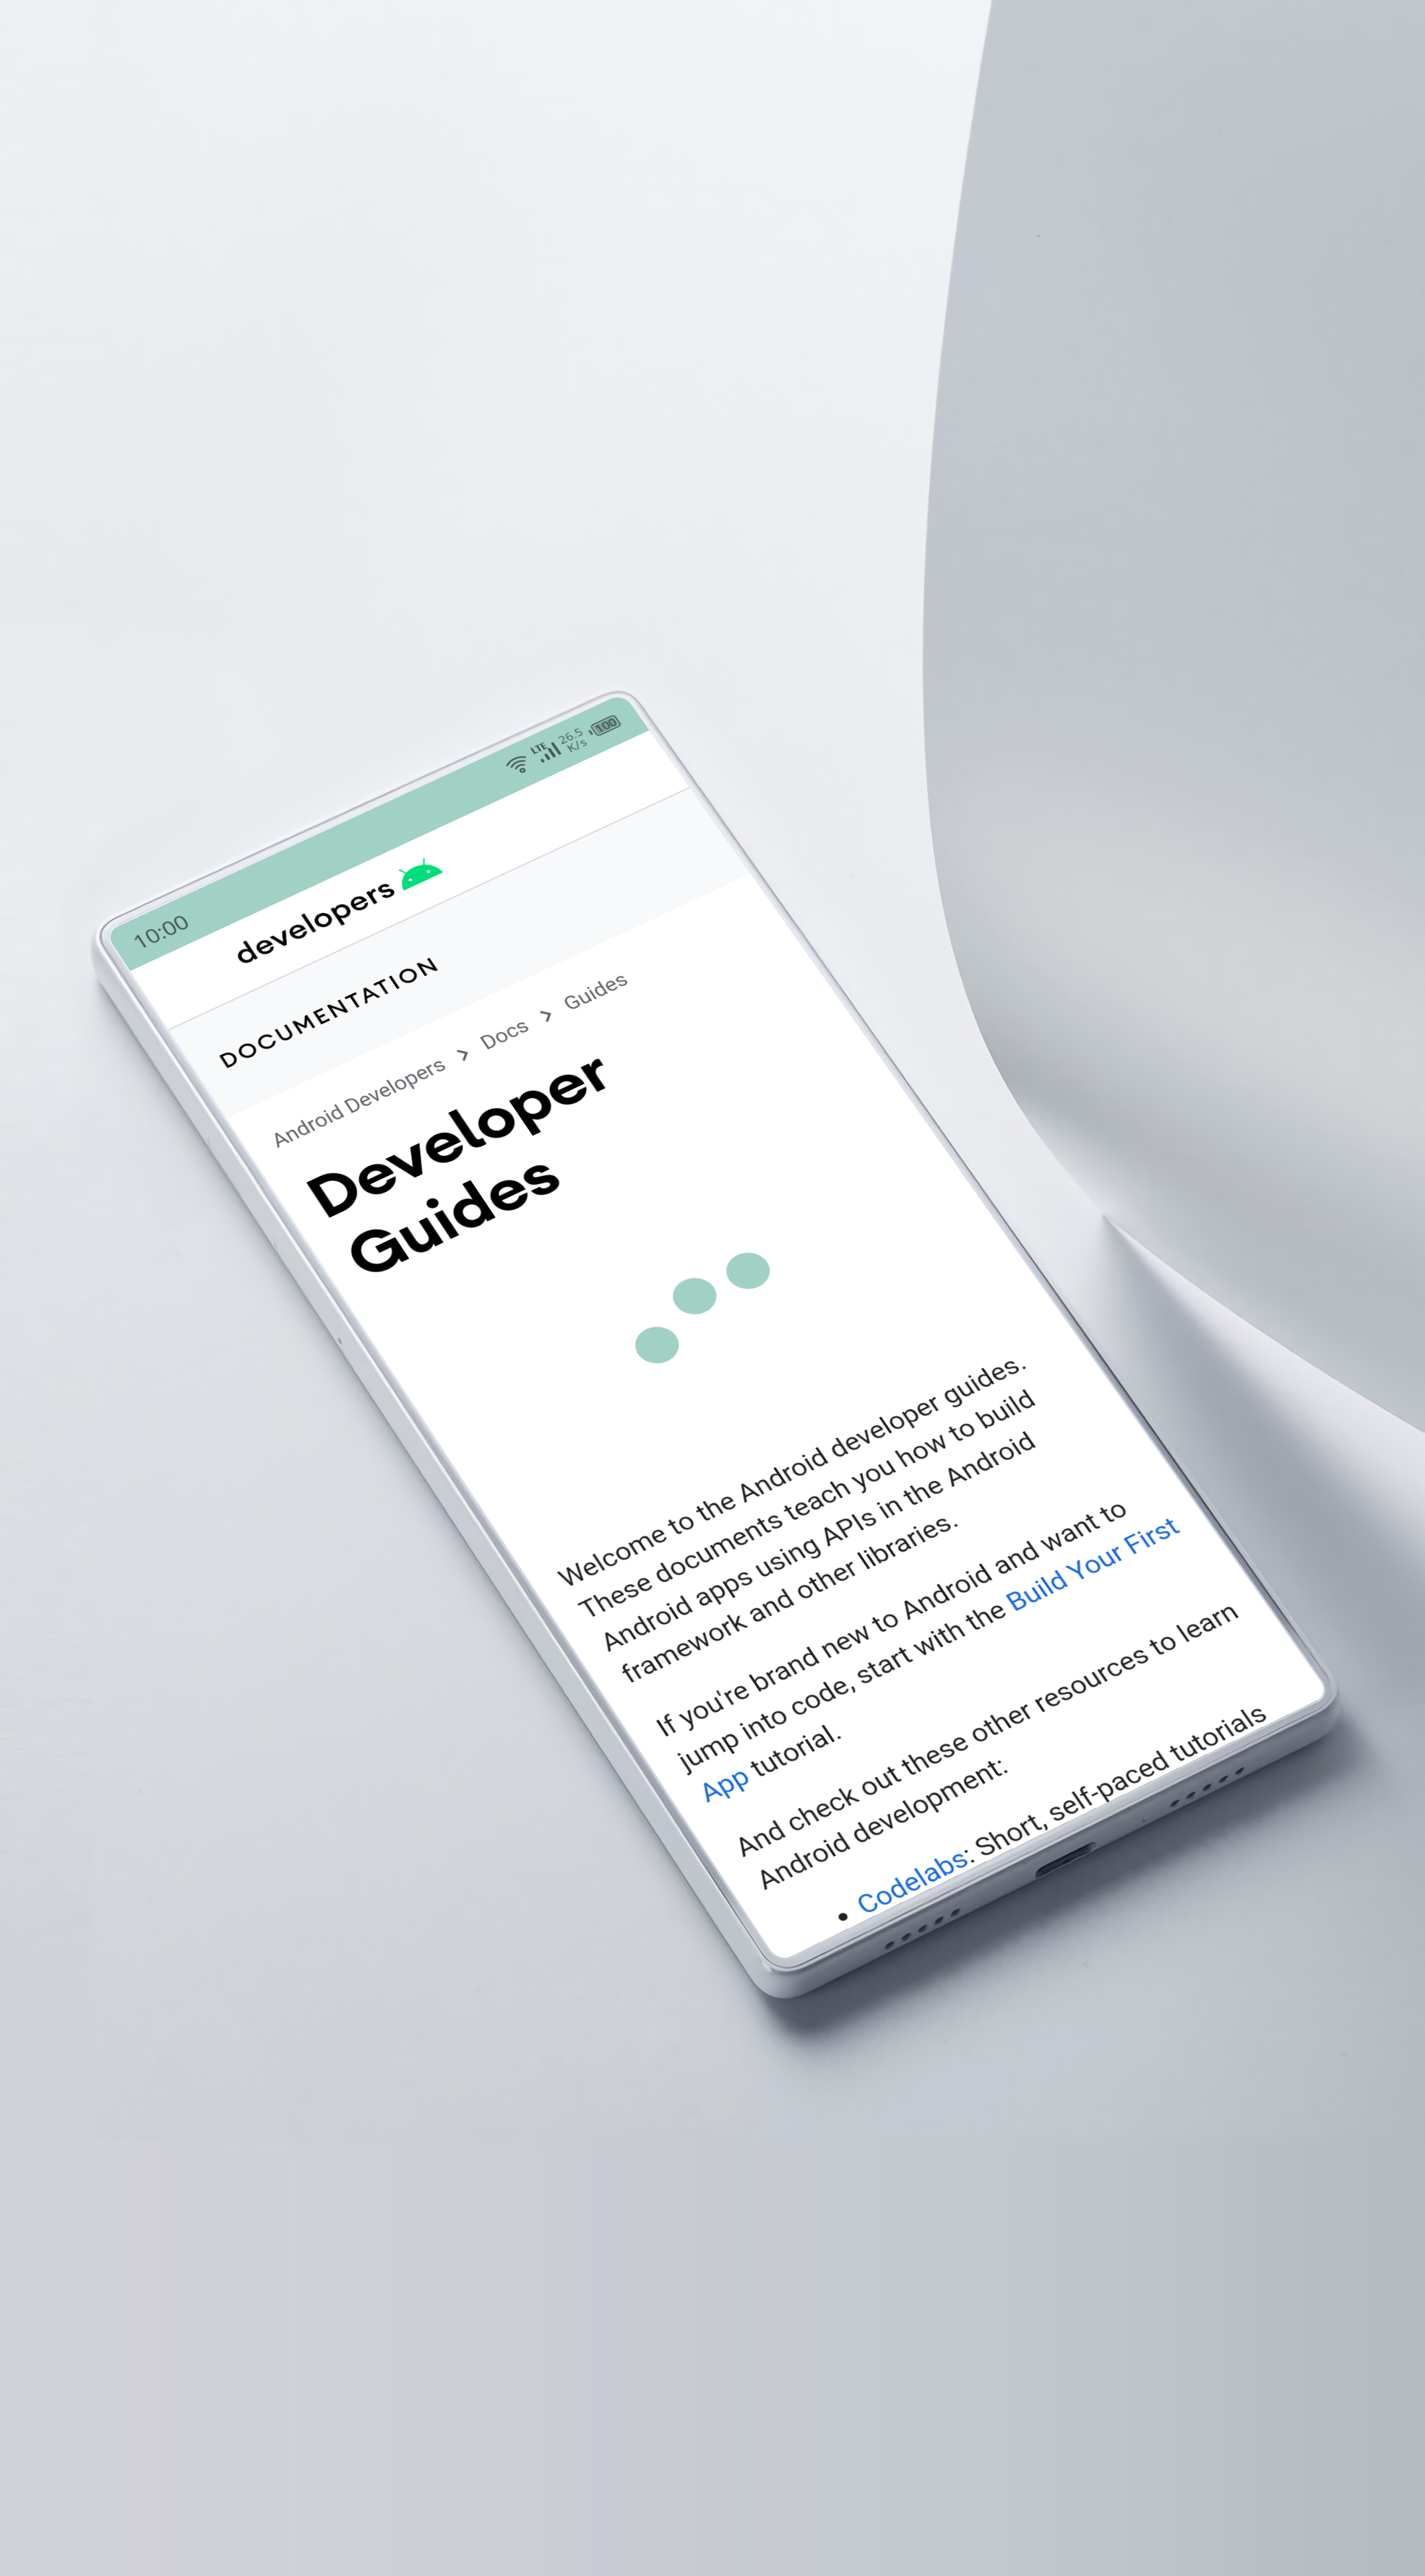 10:00
LTE
26.5
K/s
100
developers
DOCUMENTATION
Android Developers > Docs > Guides
Developer
Guides
Welcome to the Android developer guides.
These documents teach you how to build
Android apps using APIs in the Android
framework and other libraries.
If you're brand new to Android and want to
jump into code, start with the Build Your First
App tutorial.
And check out these other resources to learn
Android development:
• Codelabs: Short, self-paced tutorials